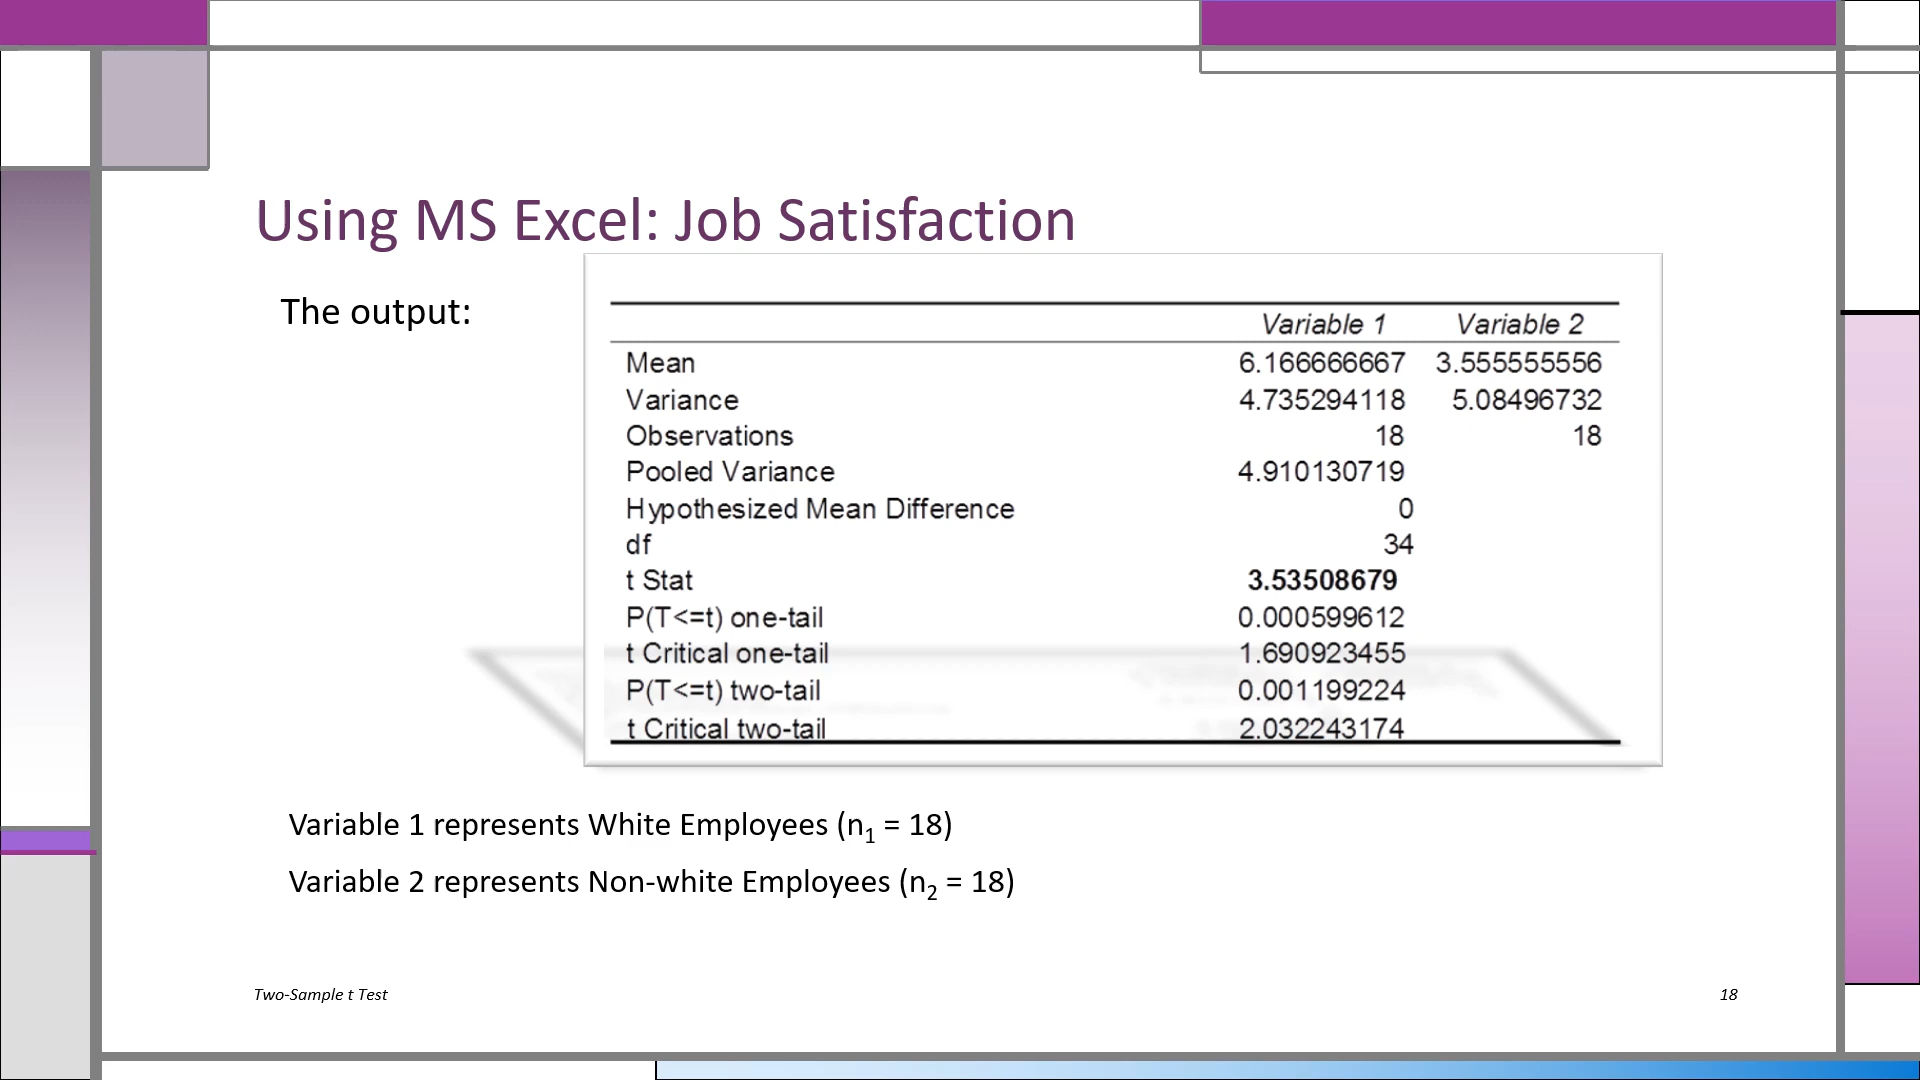 Using MS Excel: Job Satisfaction
The output:
Variable 1 Variable 2
Mean 6.166666667 3.555555556
Variance 4.735294118 5.08496732
Observations 18 18
Pooled Variance 4.910130719
Hypothesized Mean Difference 0
df 34
t Stat 3.53508679
P(T<=t) one-tail 0.000599612
t Critical one-tail 1.690923455
P(T<=t) two-tail 0.001199224
t Critical two-tail 2.032243174
Variable 1 represents White Employees (n₁ = 18)
Variable 2 represents Non-white Employees (n₂ = 18)
Two-Sample t Test 18